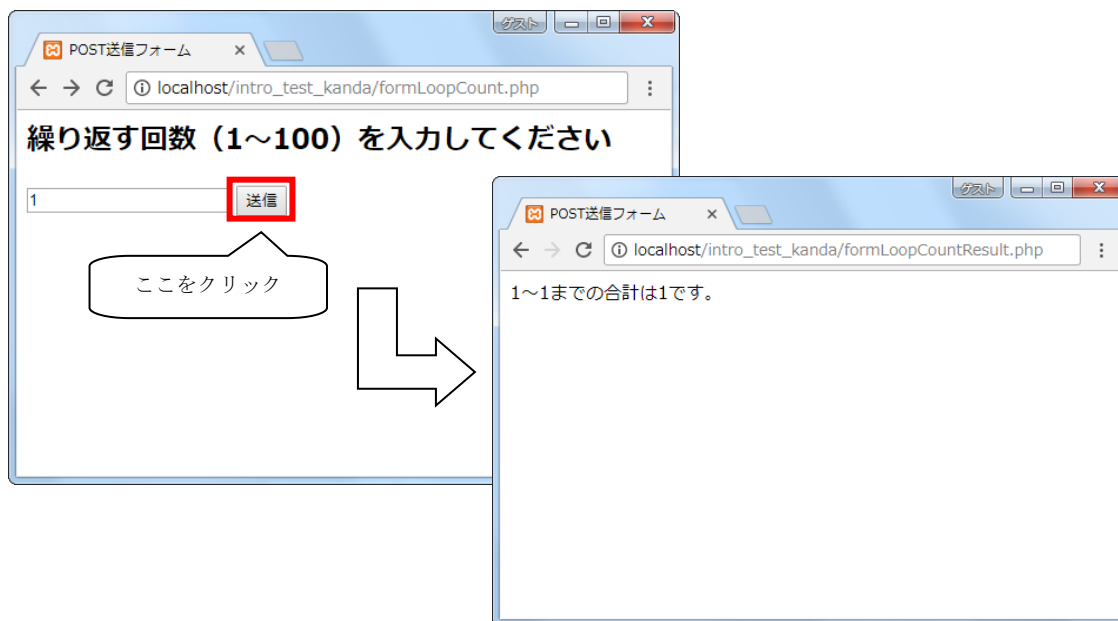 ゲスト
POST送信フォーム
localhost/intro_test_kanda/formLoopCount.php
繰り返す回数（1～100）を入力してください
1
送信
ここをクリック
ゲスト
POST送信フォーム
localhost/intro_test_kanda/formLoopCountResult.php
1～1までの合計は1です。